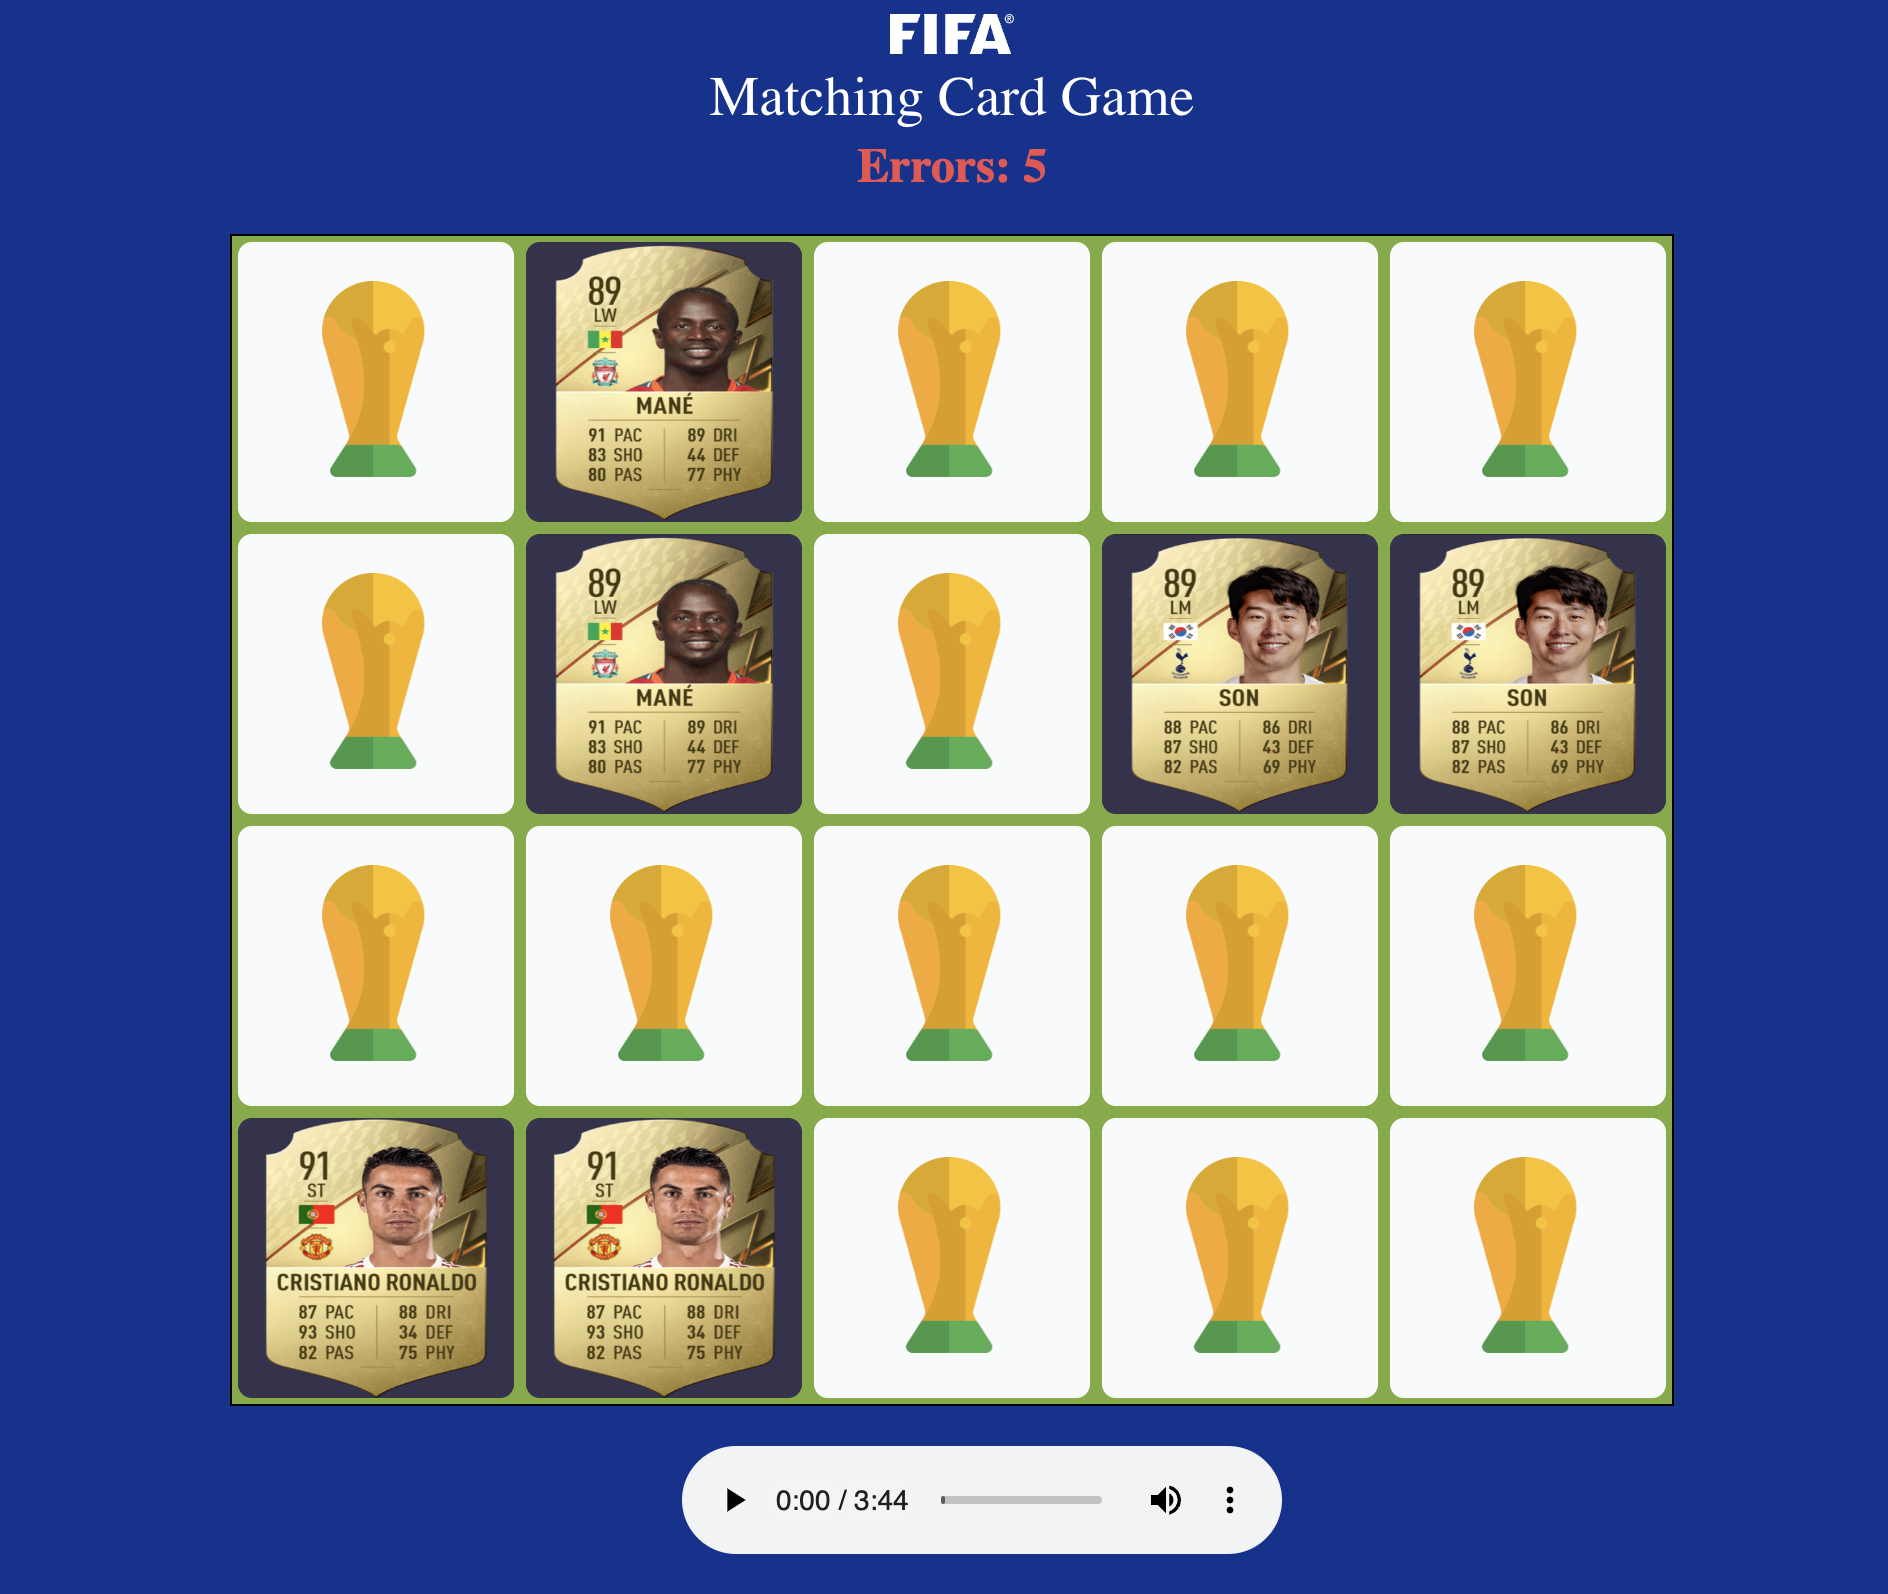 FIFA®
Matching Card Game
Errors: 5
89
LW
MANÉ
91 PAC 89 DRI
83 SHO 44 DEF
80 PAS 77 PHY
89
LW
MANÉ
91 PAC 89 DRI
83 SHO 44 DEF
80 PAS 77 PHY
89
LM
SON
88 PAC 86 DRI
87 SHO 43 DEF
82 PAS 69 PHY
89
LM
SON
88 PAC 86 DRI
87 SHO 43 DEF
82 PAS 69 PHY
91
ST
CRISTIANO RONALDO
87 PAC 88 DRI
93 SHO 34 DEF
82 PAS 75 PHY
91
ST
CRISTIANO RONALDO
87 PAC 88 DRI
93 SHO 34 DEF
82 PAS 75 PHY
0:00 / 3:44